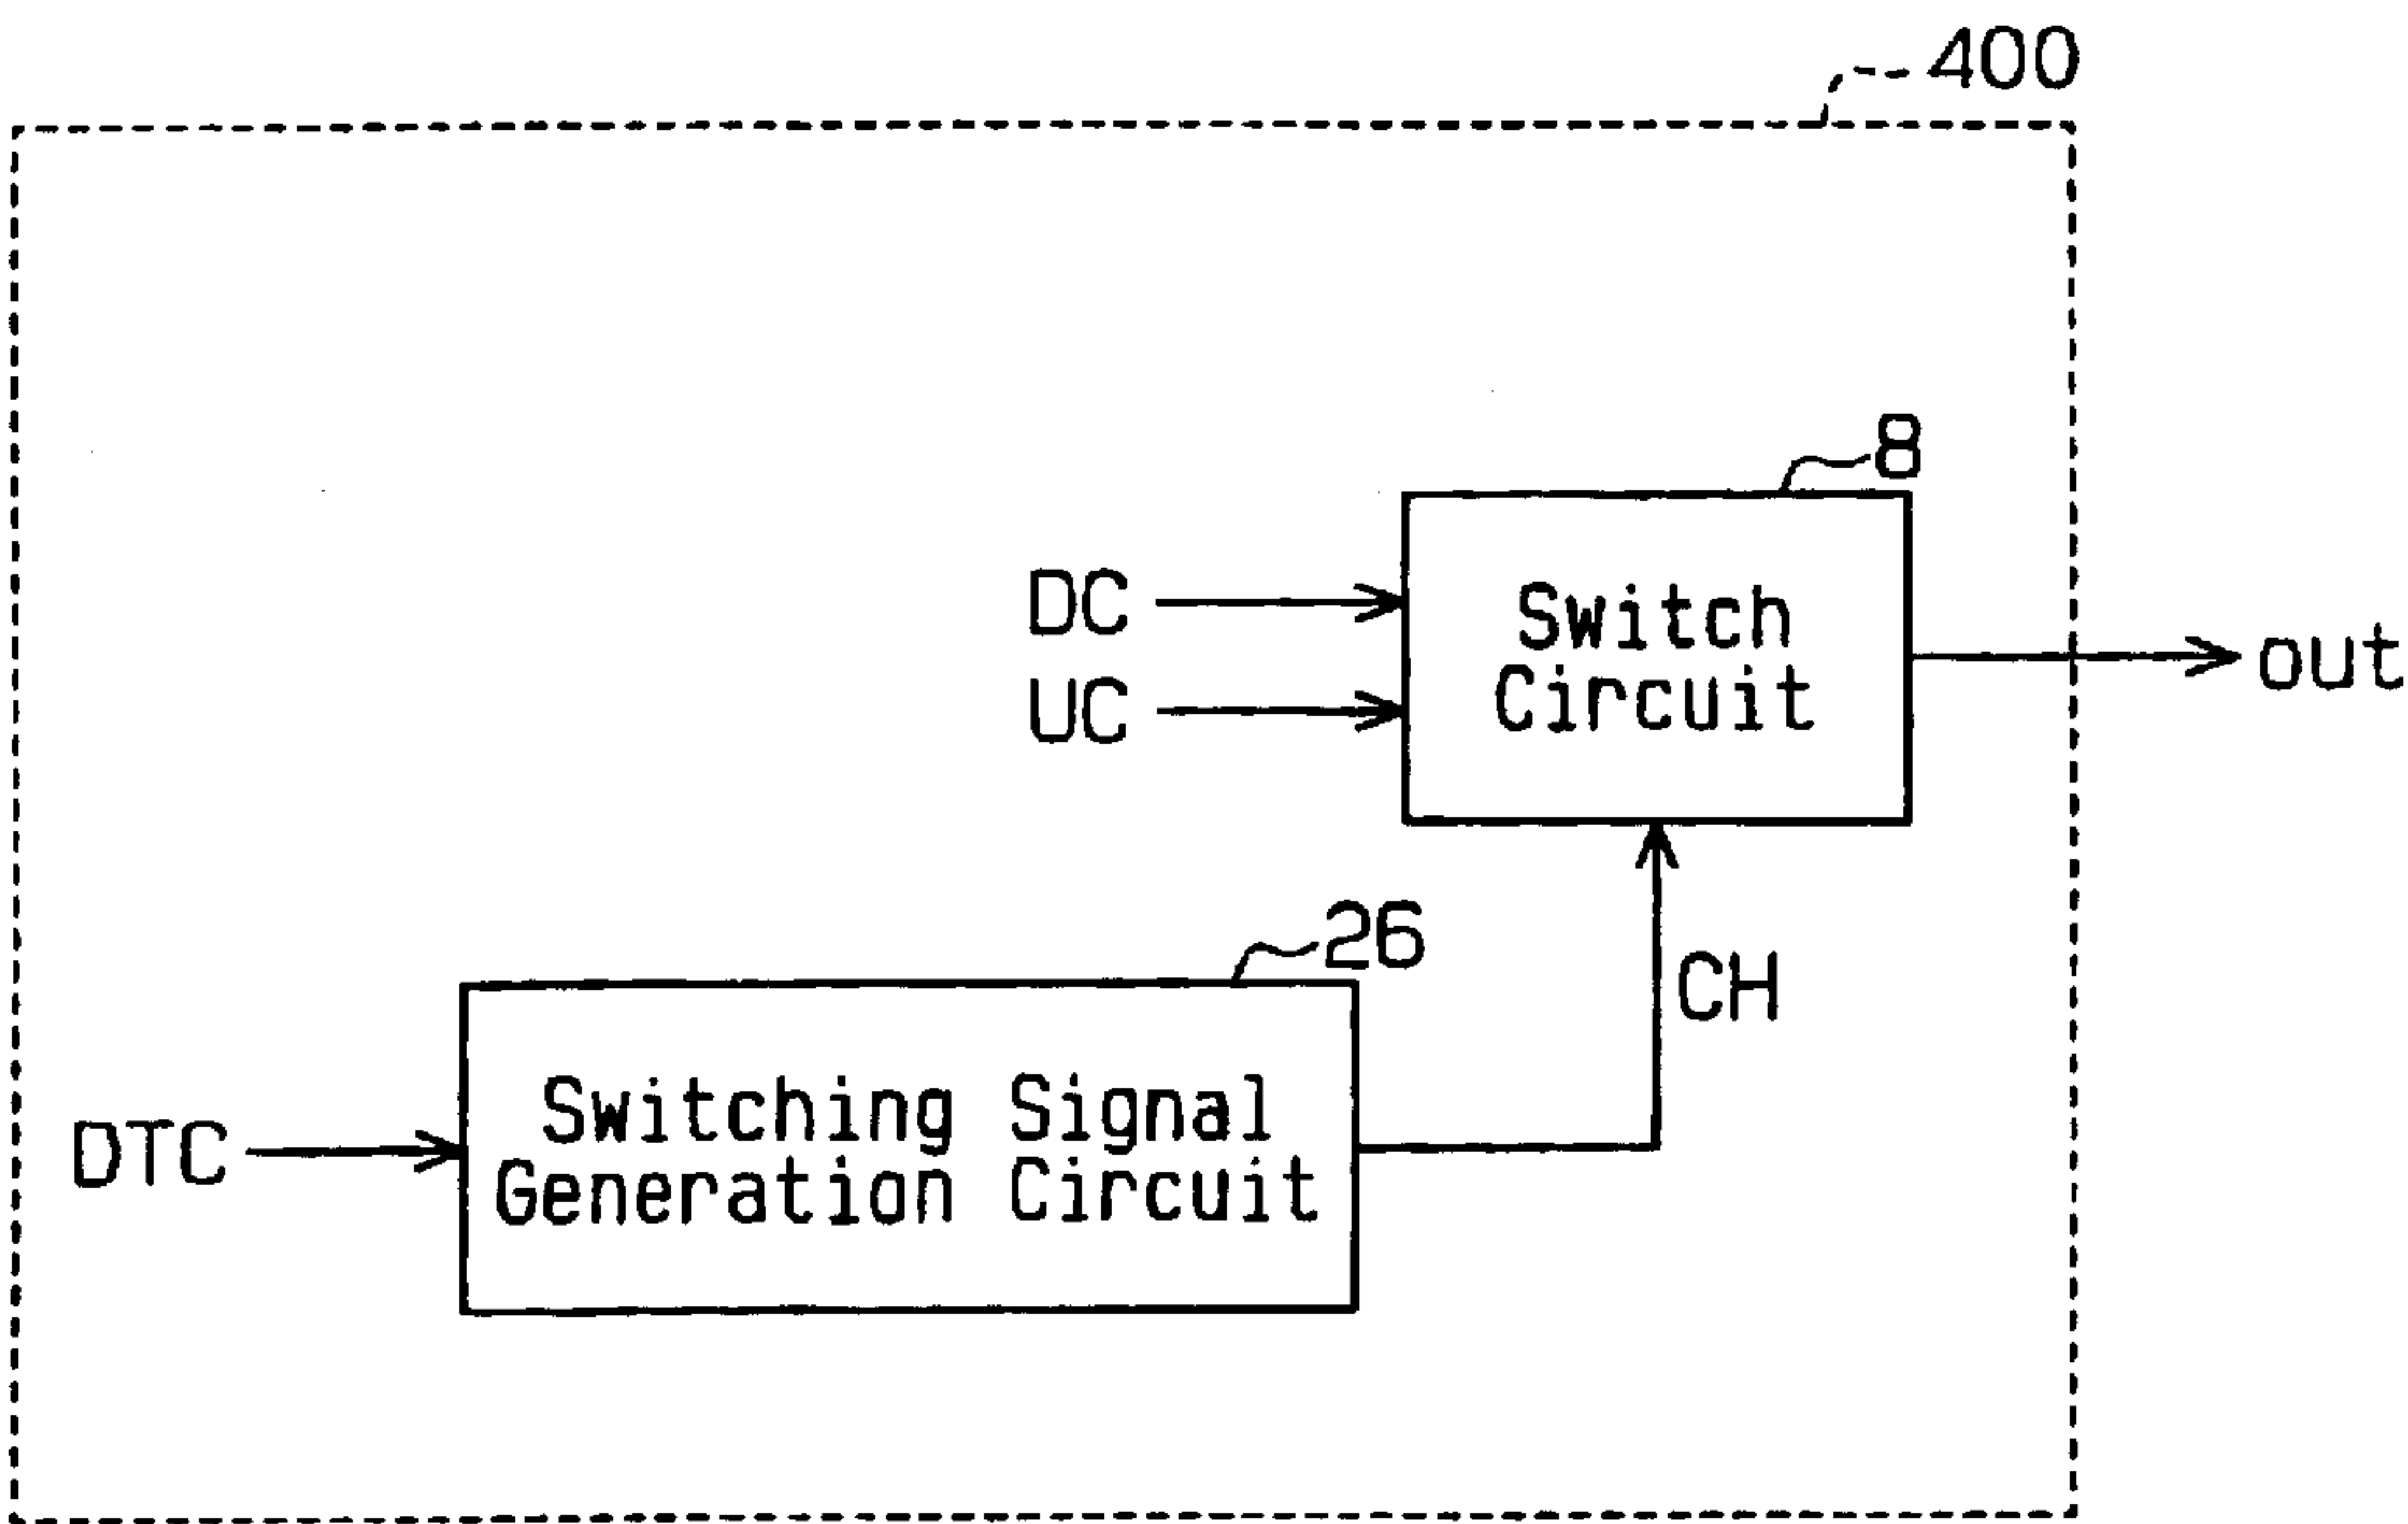 400
8
DC
Switch
Circuit
UC
out
26
CH
DTC
Switching Signal
Generation Circuit